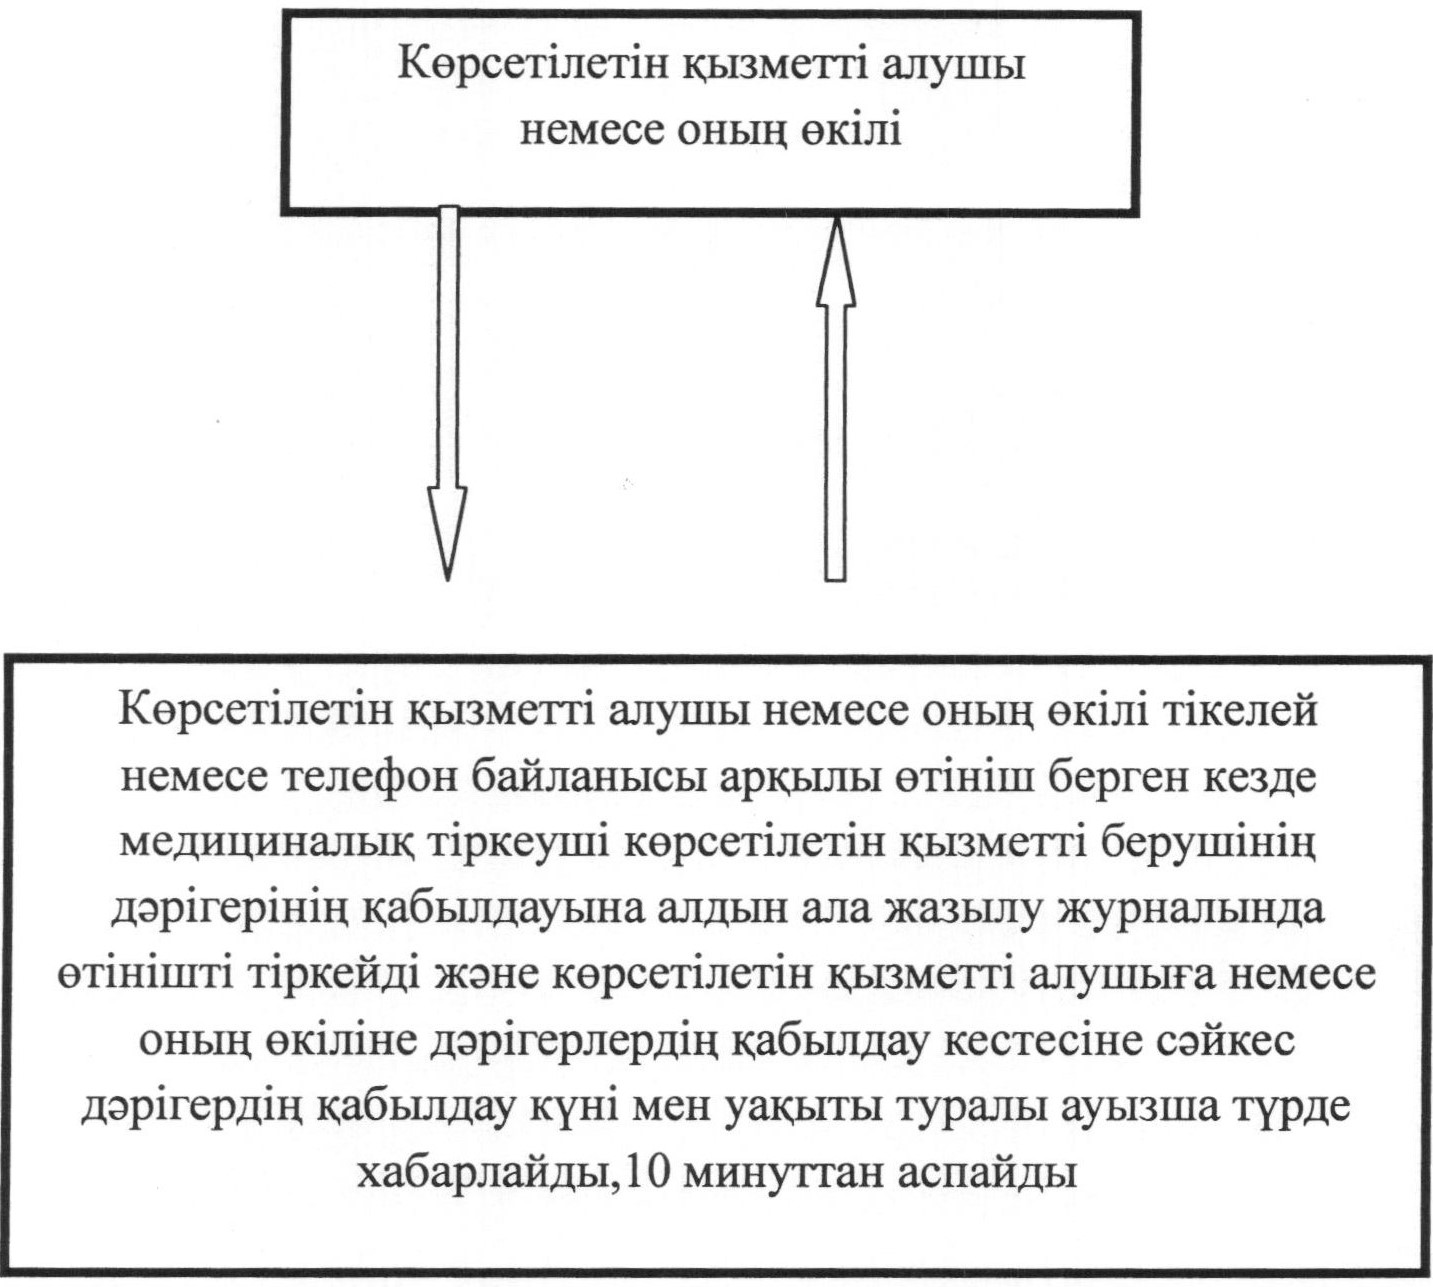 Көрсетілетін қызметті алушы
немесе оның өкілі
Көрсетілетін қызметті алушы немесе оның өкілі тікелей
немесе телефон байланысы арқылы өтініш берген кезде
медициналық тіркеуші көрсетілетін қызметті берушінің
дәрігерінің қабылдауына алдын ала жазылу журналында
өтінішті тіркейді және көрсетілетін қызметті алушыға немесе
оның өкіліне дәрігерлердің қабылдау кестесіне сәйкес
дәрігердің қабылдау күні мен уақыты туралы ауызша түрде
хабарлайды,10 минуттан аспайды